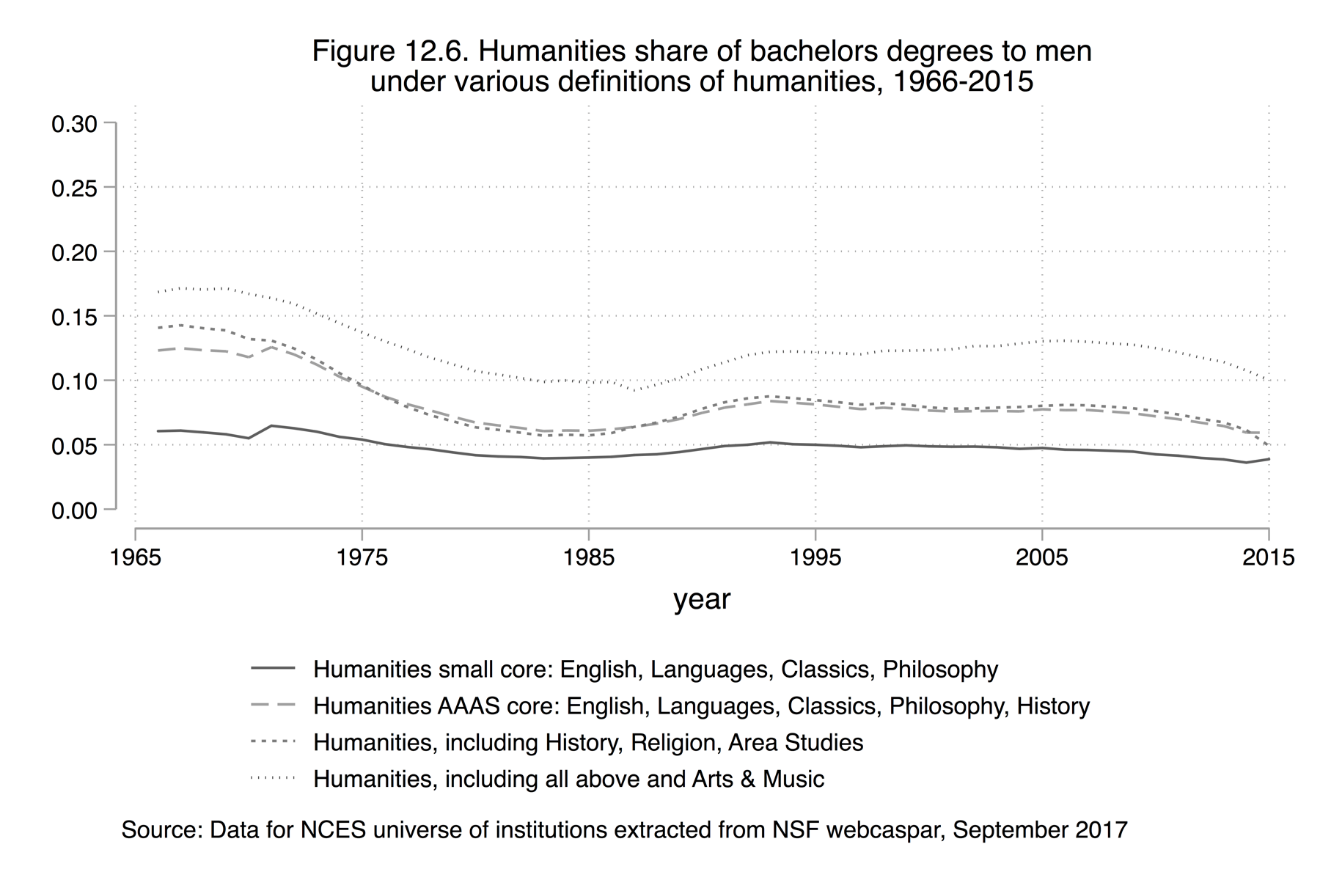 Figure 12.6. Humanities share of bachelors degrees to men
under various definitions of humanities, 1966-2015
0.30
0.25
0.20
0.15
0.10
0.05
0.00
1965 1975 1985 1995 2005 2015
year
Humanities small core: English, Languages, Classics, Philosophy
Humanities AAAS core: English, Languages, Classics, Philosophy, History
Humanities, including History, Religion, Area Studies
Humanities, including all above and Arts & Music
Source: Data for NCES universe of institutions extracted from NSF webcaspar, September 2017